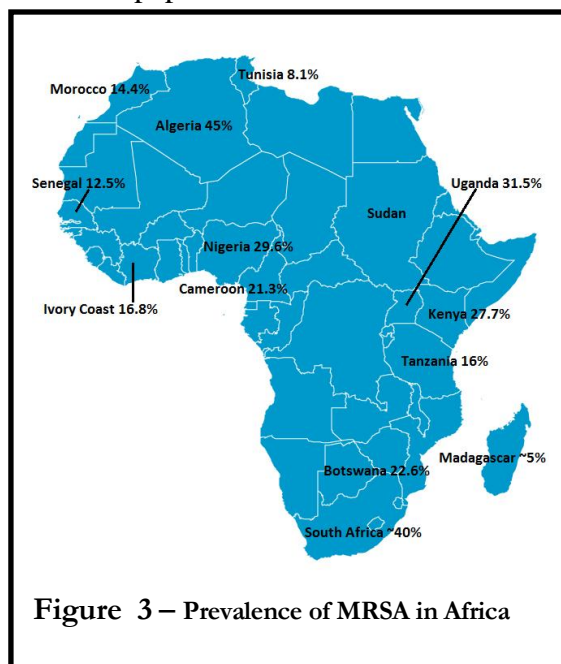 Tunisia 8.1%
Morocco 14.4%
Algeria 45%
Senegal 12.5%
Uganda 31.5%
Sudan
Nigeria 29.6%
Cameroon 21.3%
Ivory Coast 16.8%
Kenya 27.7%
Tanzania 16%
Madagascar ~5%
Botswana 22.6%
South Africa ~40%
Figure 3 – Prevalence of MRSA in Africa